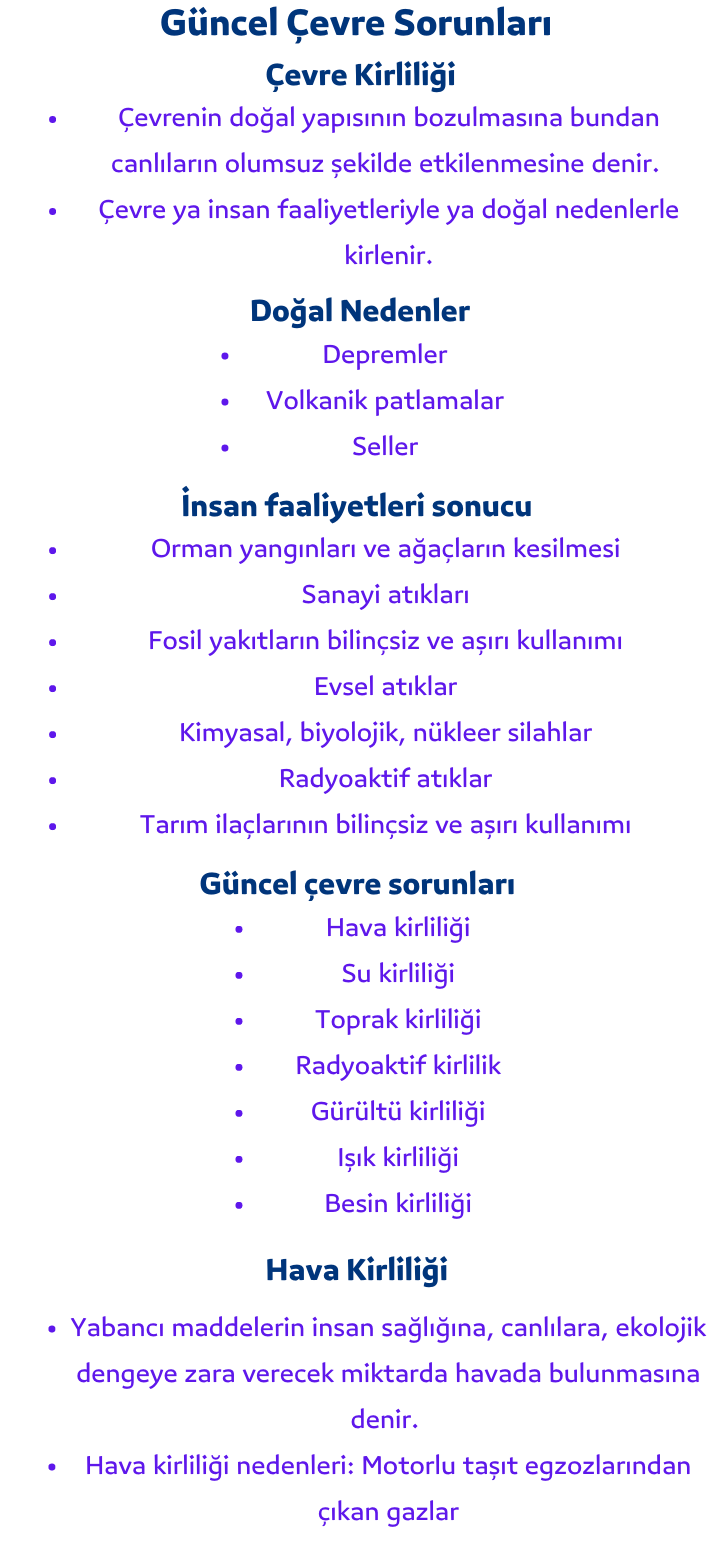 Güncel Çevre Sorunları
Çevre Kirliliği
• Çevrenin doğal yapısının bozulmasına bundan
canlıların olumsuz şekilde etkilenmesine denir.
• Çevre ya insan faaliyetleriyle ya doğal nedenlerle
kirlenir.
Doğal Nedenler
• Depremler
• Volkanik patlamalar
• Seller
İnsan faaliyetleri sonucu
• Orman yangınları ve ağaçların kesilmesi
• Sanayi atıkları
• Fosil yakıtların bilinçsiz ve aşırı kullanımı
• Evsel atıklar
• Kimyasal, biyolojik, nükleer silahlar
• Radyoaktif atıklar
• Tarım ilaçlarının bilinçsiz ve aşırı kullanımı
Güncel çevre sorunları
• Hava kirliliği
• Su kirliliği
• Toprak kirliliği
• Radyoaktif kirlilik
• Gürültü kirliliği
• Işık kirliliği
• Besin kirliliği
Hava Kirliliği
• Yabancı maddelerin insan sağlığına, canlılara, ekolojik
dengeye zara verecek miktarda havada bulunmasına
denir.
• Hava kirliliği nedenleri: Motorlu taşıt egzozlarından
çıkan gazlar